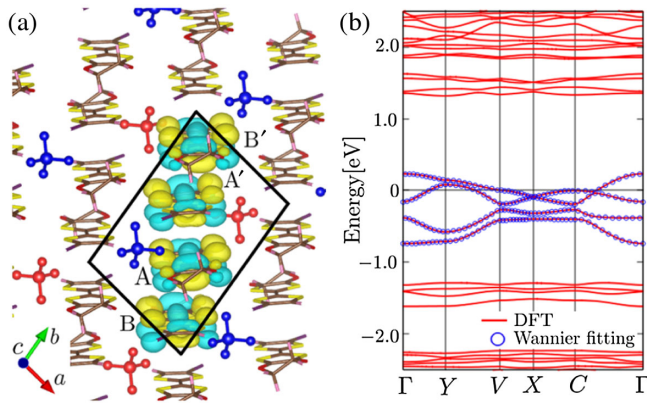 (a)
B′
A′
A
B
c
b
a
(b)
Energy[eV]
2.0
1.0
0
−1.0
−2.0
DFT
Wannier fitting
Γ Y V X C Γ